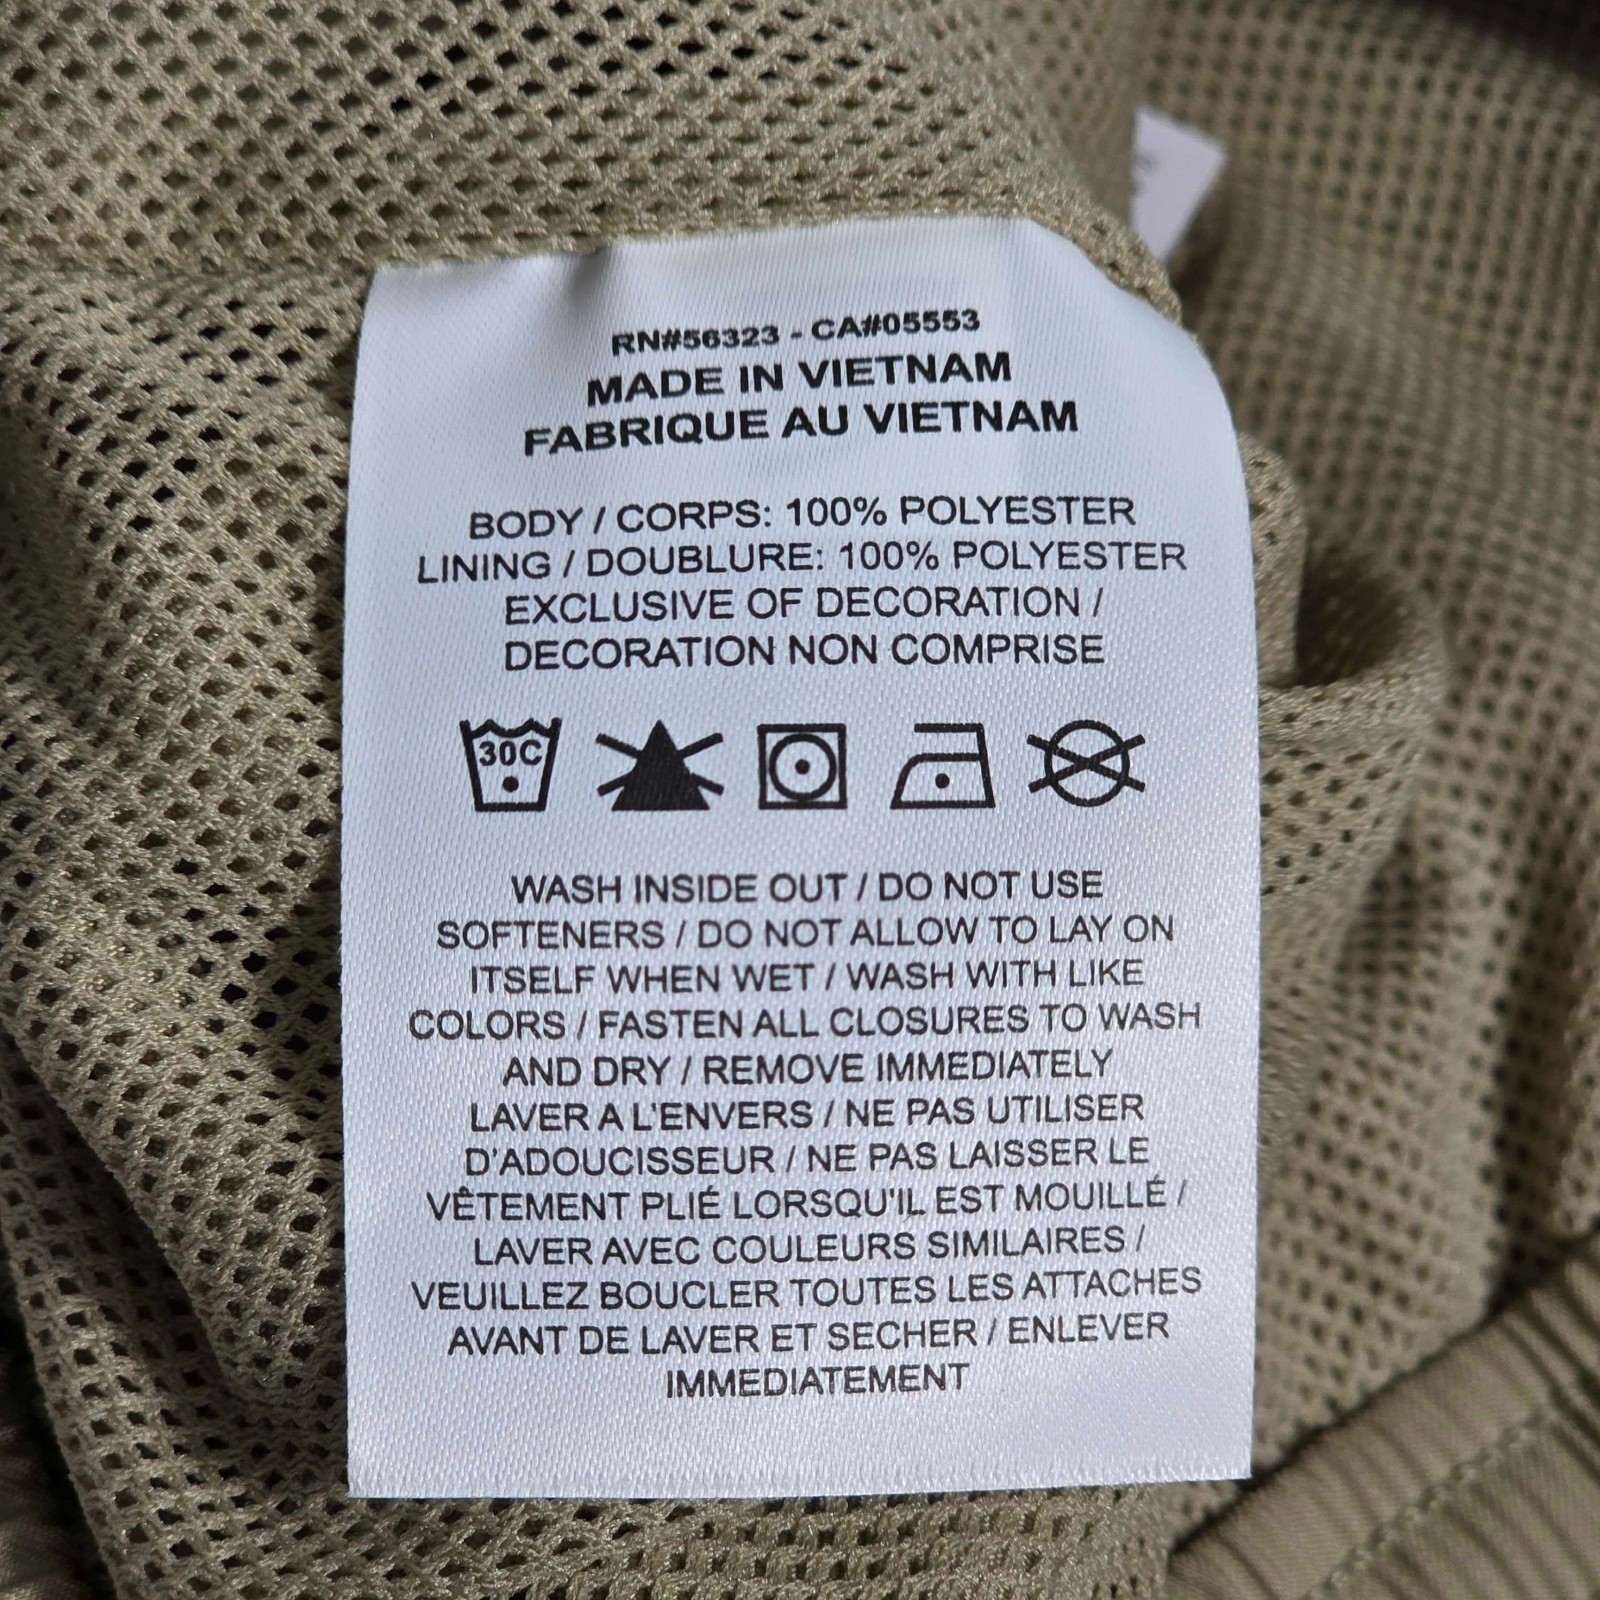 RN#56323 - CA#05553
MADE IN VIETNAM
FABRIQUE AU VIETNAM
BODY / CORPS: 100% POLYESTER
LINING / DOUBLURE: 100% POLYESTER
EXCLUSIVE OF DECORATION /
DECORATION NON COMPRISE
30C
WASH INSIDE OUT / DO NOT USE
SOFTENERS / DO NOT ALLOW TO LAY ON
ITSELF WHEN WET / WASH WITH LIKE
COLORS / FASTEN ALL CLOSURES TO WASH
AND DRY / REMOVE IMMEDIATELY
LAVER A L'ENVERS / NE PAS UTILISER
D'ADOUCISSEUR / NE PAS LAISSER LE
VÊTEMENT PLIÉ LORSQU'IL EST MOUILLÉ /
LAVER AVEC COULEURS SIMILAIRES /
VEUILLEZ BOUCLER TOUTES LES ATTACHES
AVANT DE LAVER ET SECHER / ENLEVER
IMMEDIATEMENT